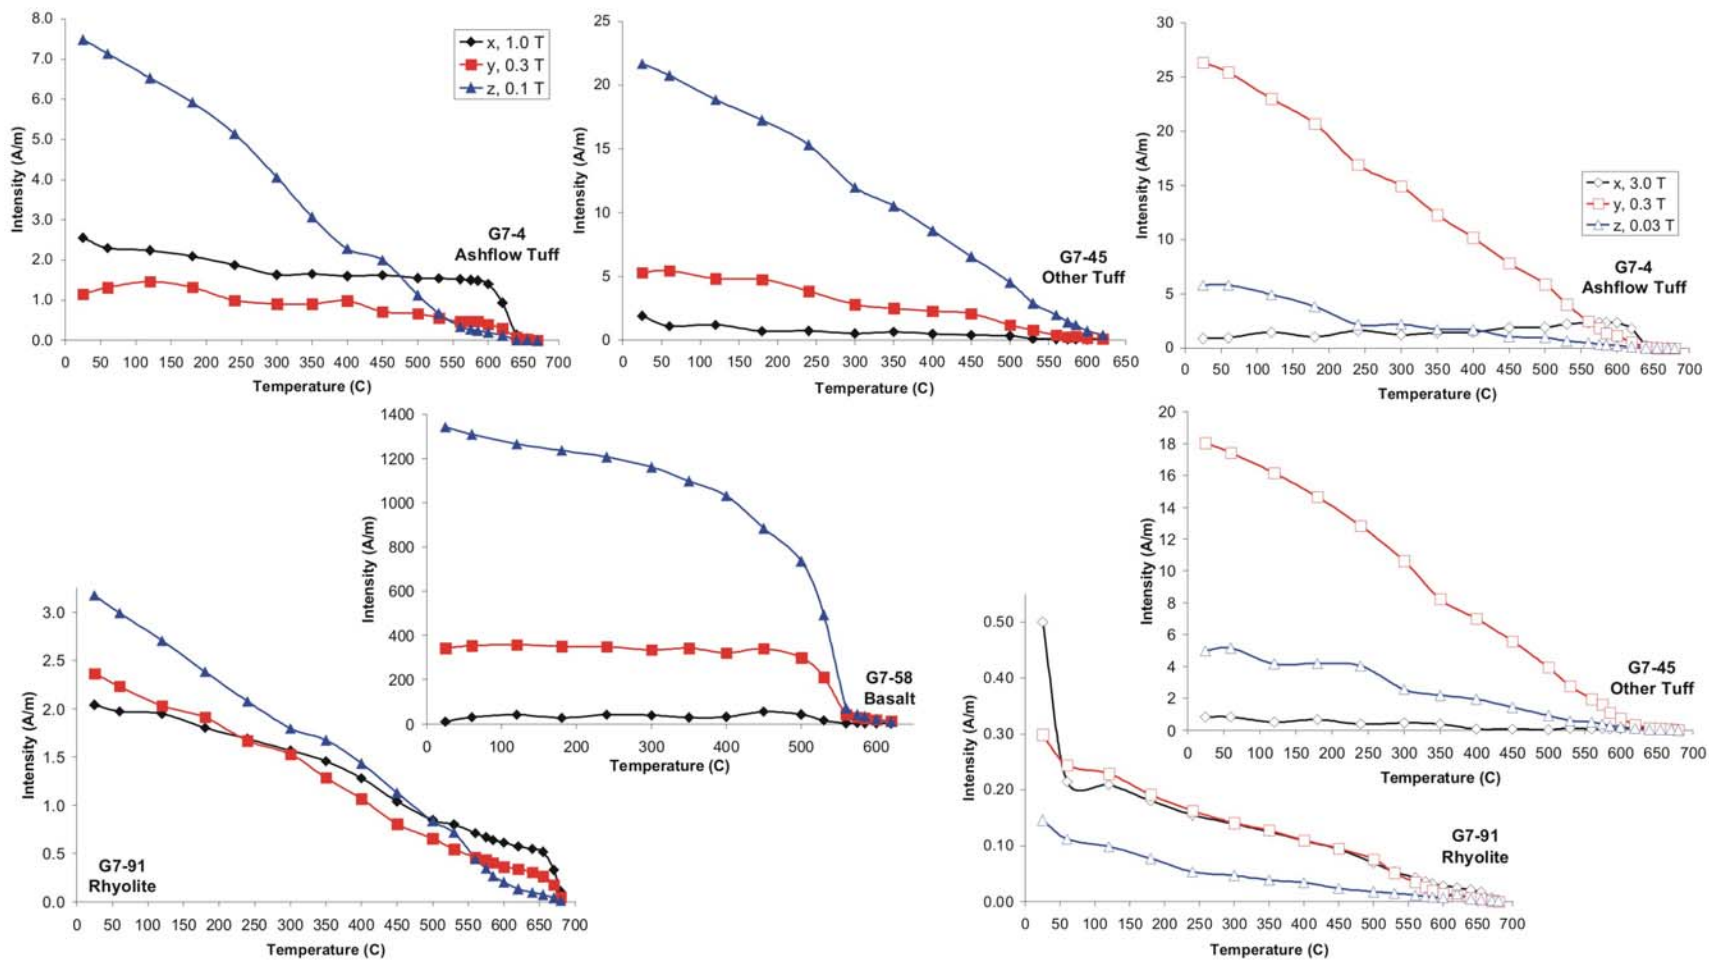 8.0
7.0
6.0
5.0
4.0
3.0
2.0
1.0
0.0
Intensity (A/m)
0 50 100 150 200 250 300 350 400 450 500 550 600 650 700
Temperature (C)
x, 1.0 T
y, 0.3 T
z, 0.1 T
G7-4
Ashflow Tuff
25
20
15
10
5
0
Intensity (A/m)
0 50 100 150 200 250 300 350 400 450 500 550 600 650
Temperature (C)
G7-45
Other Tuff
30
25
20
15
10
5
0
Intensity (A/m)
0 50 100 150 200 250 300 350 400 450 500 550 600 650 700
Temperature (C)
x, 3.0 T
y, 0.3 T
z, 0.03 T
G7-4
Ashflow Tuff
1400
1200
1000
800
600
400
200
0
Intensity (A/m)
0 100 200 300 400 500 600
Temperature (C)
G7-58
Basalt
20
18
16
14
12
10
8
6
4
2
0
Intensity (A/m)
0 50 100 150 200 250 300 350 400 450 500 550 600 650 700
Temperature (C)
G7-45
Other Tuff
3.0
2.5
2.0
1.5
1.0
0.5
0.0
Intensity (A/m)
0 50 100 150 200 250 300 350 400 450 500 550 600 650 700
Temperature (C)
G7-91
Rhyolite
0.50
0.40
0.30
0.20
0.10
0.00
Intensity (A/m)
0 50 100 150 200 250 300 350 400 450 500 550 600 650 700
Temperature (C)
G7-91
Rhyolite